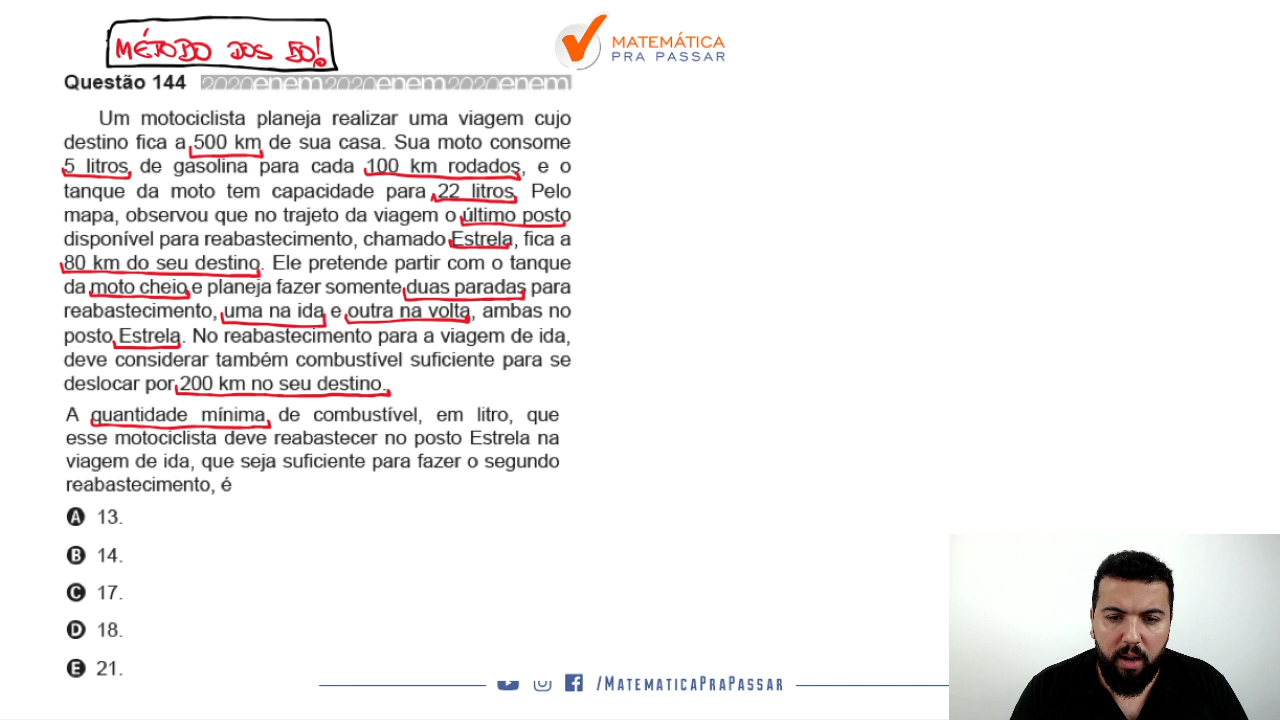 MÉTODO DOS 50!
MATEMÁTICA
PRA PASSAR
Questão 144 2020enem2020enem2020enem
Um motociclista planeja realizar uma viagem cujo
destino fica a 500 km de sua casa. Sua moto consome
5 litros de gasolina para cada 100 km rodados, e o
tanque da moto tem capacidade para 22 litros. Pelo
mapa, observou que no trajeto da viagem o último posto
disponível para reabastecimento, chamado Estrela, fica a
80 km do seu destino. Ele pretende partir com o tanque
da moto cheio e planeja fazer somente duas paradas para
reabastecimento, uma na ida e outra na volta, ambas no
posto Estrela. No reabastecimento para a viagem de ida,
deve considerar também combustível suficiente para se
deslocar por 200 km no seu destino.
A quantidade mínima de combustível, em litro, que
esse motociclista deve reabastecer no posto Estrela na
viagem de ida, que seja suficiente para fazer o segundo
reabastecimento, é
A 13.
B 14.
C 17.
D 18.
E 21.
/MATEMATICAPRAPASSAR